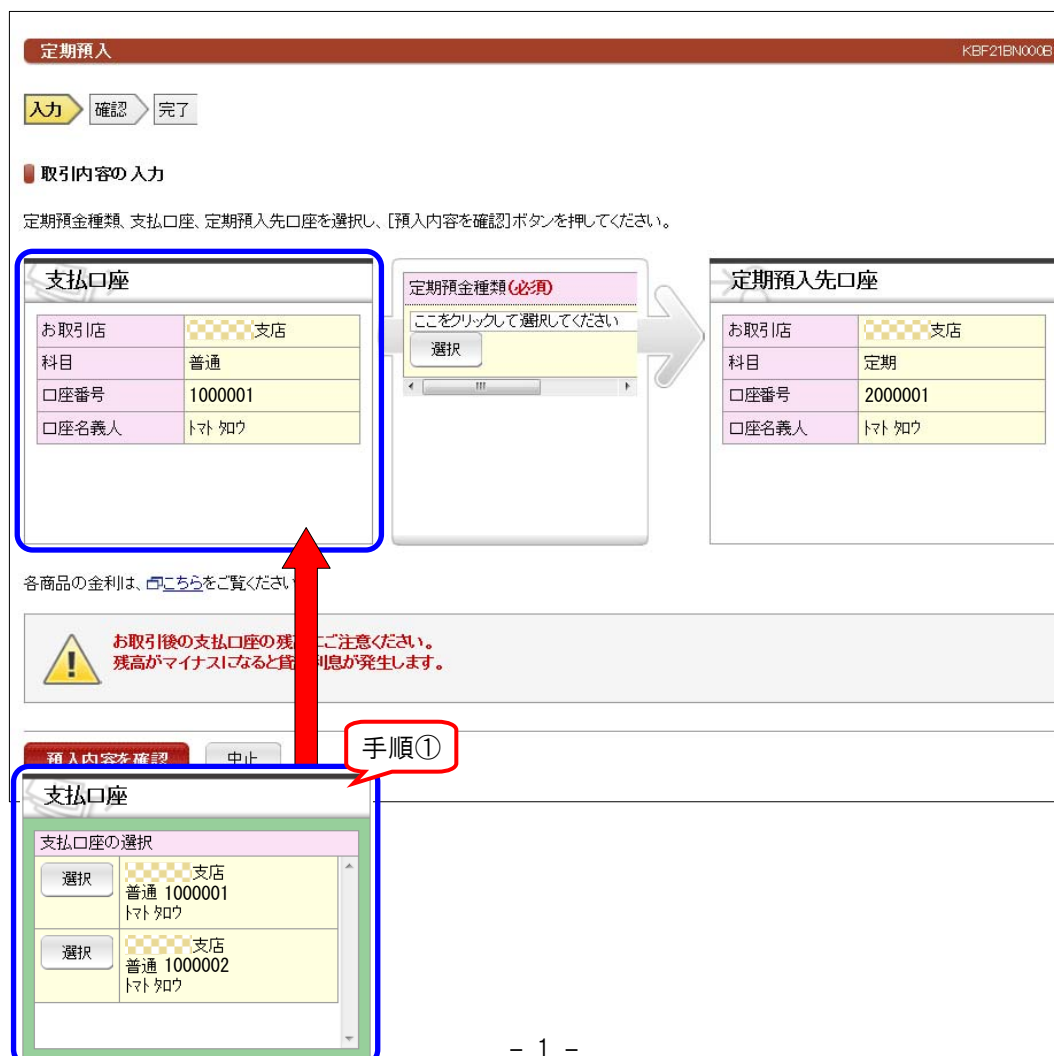 定期預入
KBF21BN000B
入力
確認
完了
取引内容の入力
定期預金種類、支払口座、定期預入先口座を選択し、[預入内容を確認]ボタンを押してください。
支払口座
お取引店 支店
科目 普通
口座番号 1000001
口座名義人 ﾄﾏﾄ ﾀﾛｳ
定期預金種類(必須)
ここをクリックして選択してください
選択
定期預入先口座
お取引店 支店
科目 定期
口座番号 2000001
口座名義人 ﾄﾏﾄ ﾀﾛｳ
各商品の金利は、こちらをご覧ください
お取引後の支払口座の残 にご注意ください。
残高がマイナスになると貸 利息が発生します。
預入内容を確認
中止
手順①
支払口座
支払口座の選択
選択
支店
普通 1000001
ﾄﾏﾄ ﾀﾛｳ
選択
支店
普通 1000002
ﾄﾏﾄ ﾀﾛｳ
- 1 -